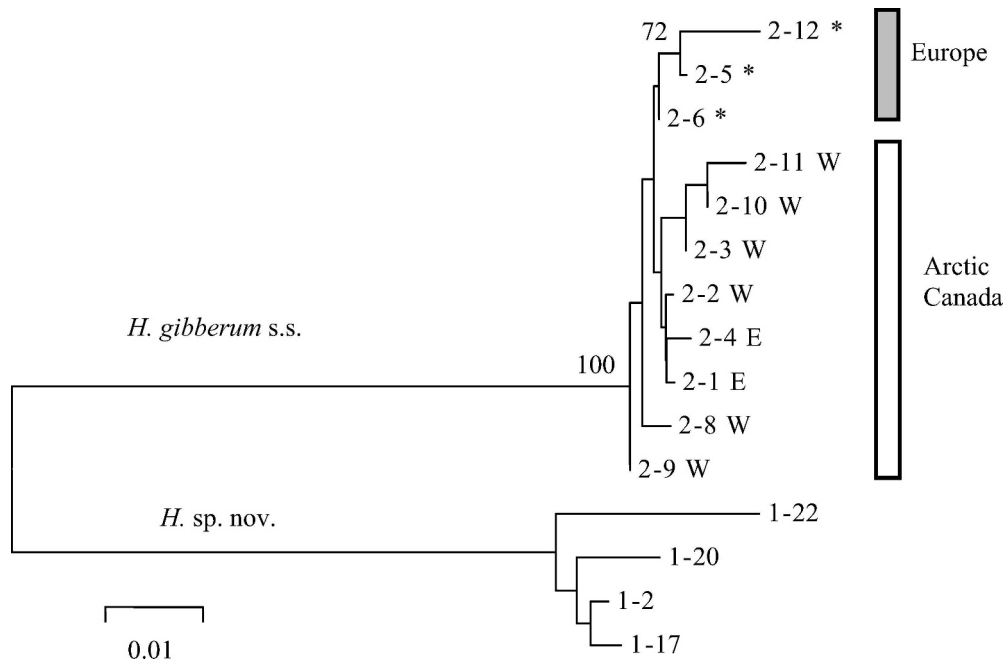 72
2-12 *
2-5 *
2-6 *
Europe
2-11 W
2-10 W
2-3 W
2-2 W
2-4 E
2-1 E
2-8 W
2-9 W
Arctic
Canada
H. gibberum s.s.
100
H. sp. nov.
1-22
1-20
1-2
1-17
0.01